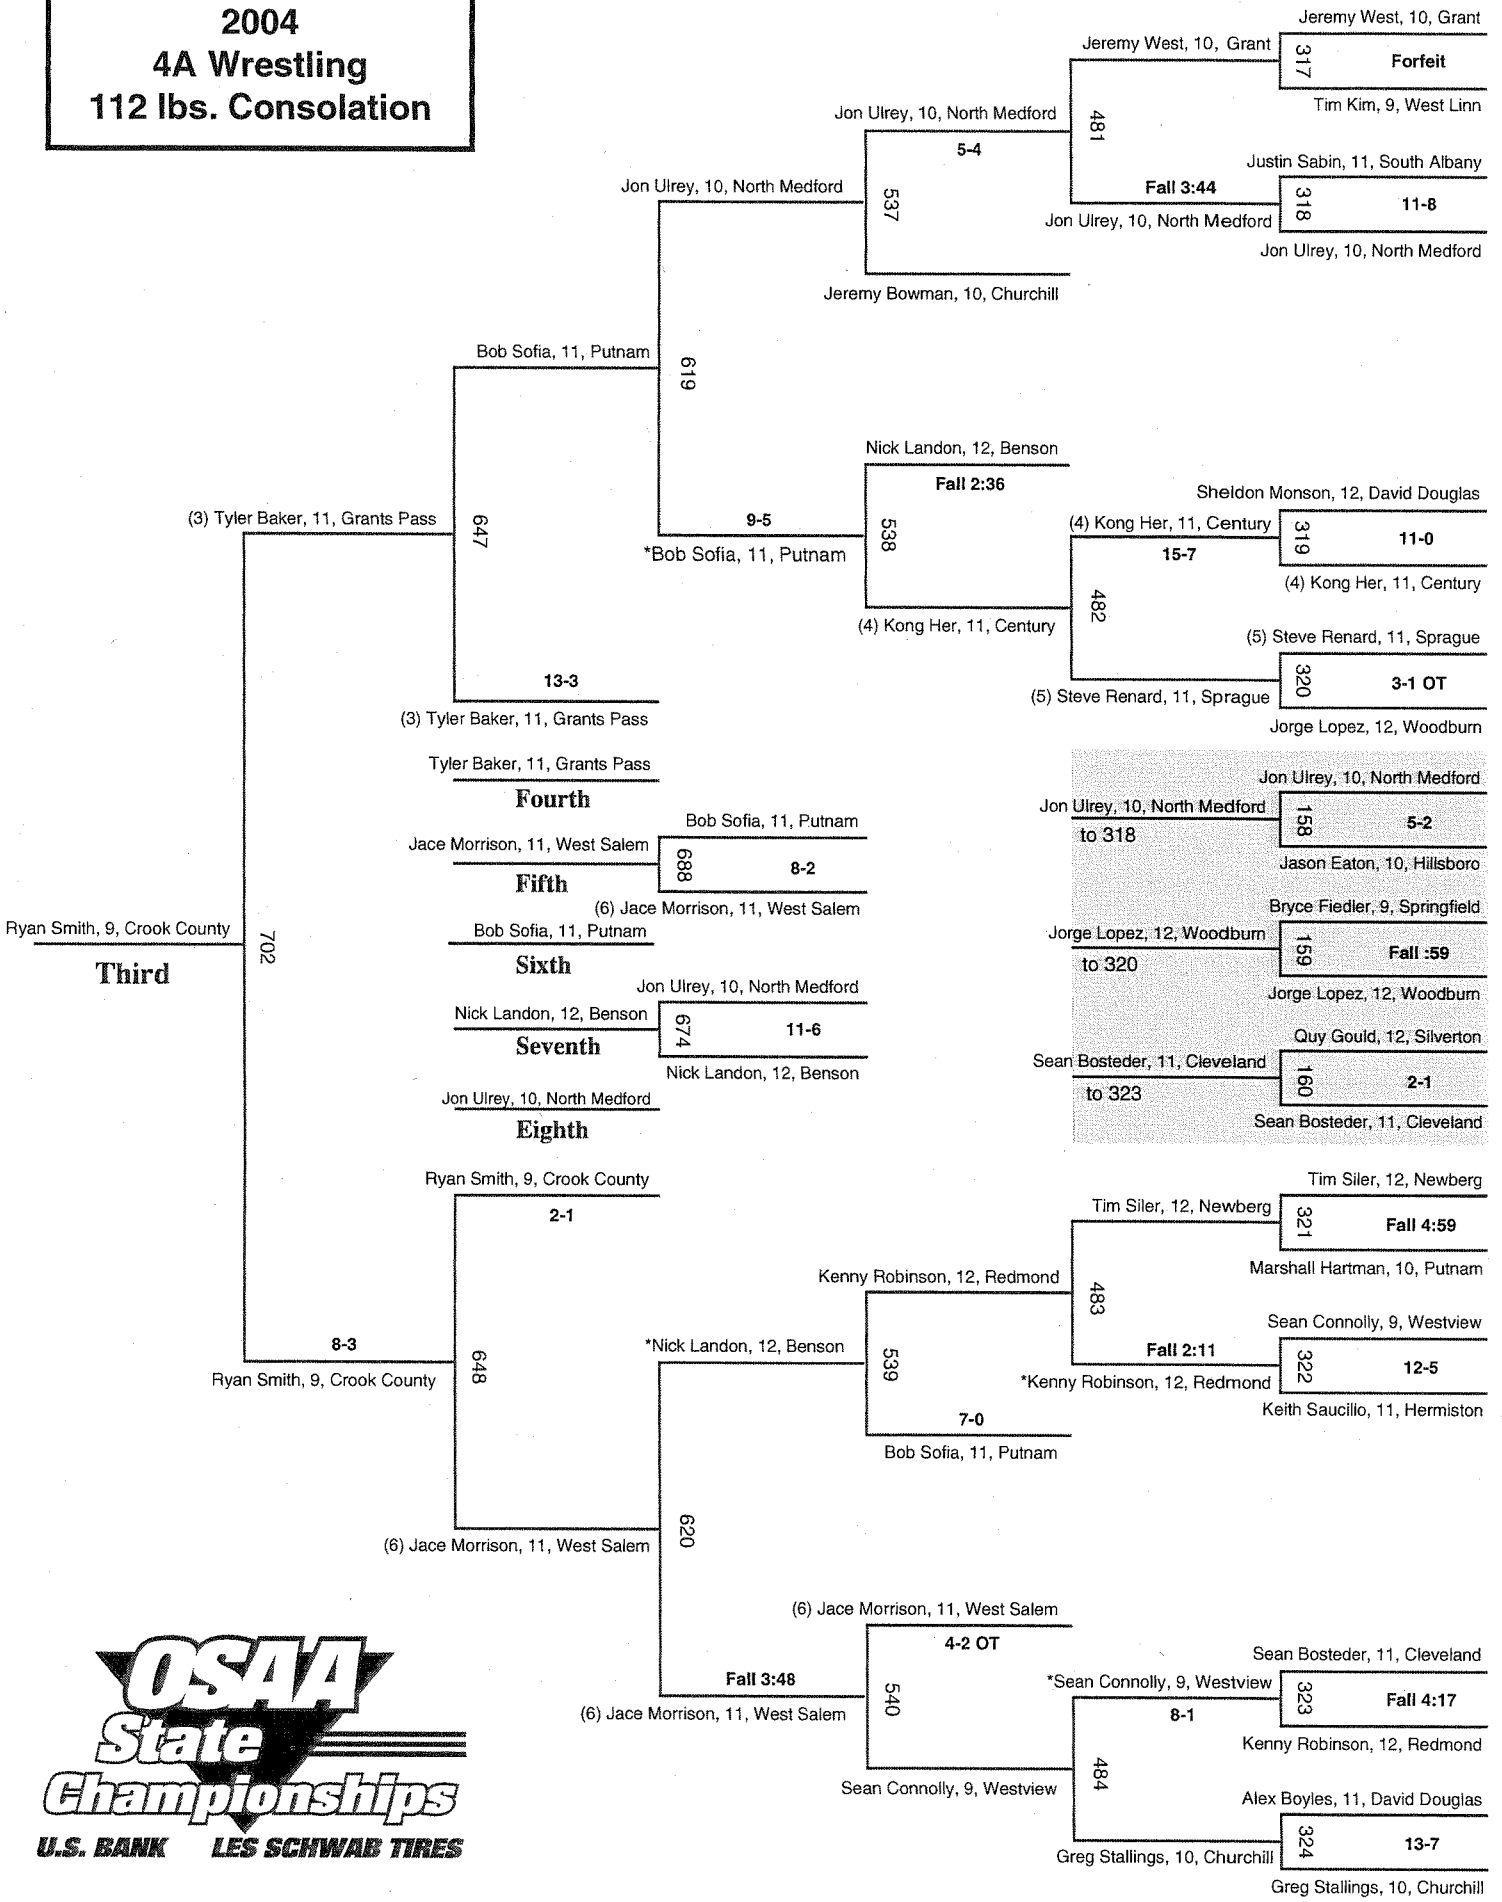 2004
4A Wrestling
112 lbs. Consolation
Jeremy West, 10, Grant
317
Forfeit
Tim Kim, 9, West Linn
Jeremy West, 10, Grant
481
Fall 3:44
Jon Ulrey, 10, North Medford
Justin Sabin, 11, South Albany
318
11-8
Jon Ulrey, 10, North Medford
Jon Ulrey, 10, North Medford
5-4
537
Jeremy Bowman, 10, Churchill
Jon Ulrey, 10, North Medford
619
9-5
*Bob Sofia, 11, Putnam
Nick Landon, 12, Benson
Fall 2:36
538
(4) Kong Her, 11, Century
(4) Kong Her, 11, Century
15-7
482
(5) Steve Renard, 11, Sprague
Sheldon Monson, 12, David Douglas
319
11-0
(4) Kong Her, 11, Century
(5) Steve Renard, 11, Sprague
320
3-1 OT
Jorge Lopez, 12, Woodburn
Bob Sofia, 11, Putnam
647
13-3
(3) Tyler Baker, 11, Grants Pass
(3) Tyler Baker, 11, Grants Pass
Tyler Baker, 11, Grants Pass
Fourth
Jace Morrison, 11, West Salem
Fifth
Bob Sofia, 11, Putnam
688
8-2
(6) Jace Morrison, 11, West Salem
Bob Sofia, 11, Putnam
Sixth
Nick Landon, 12, Benson
Seventh
Jon Ulrey, 10, North Medford
674
11-6
Nick Landon, 12, Benson
Jon Ulrey, 10, North Medford
Eighth
Ryan Smith, 9, Crook County
Third
702
Jon Ulrey, 10, North Medford
to 318
Jon Ulrey, 10, North Medford
158
5-2
Jason Eaton, 10, Hillsboro
Jorge Lopez, 12, Woodburn
to 320
Bryce Fiedler, 9, Springfield
159
Fall :59
Jorge Lopez, 12, Woodburn
Sean Bosteder, 11, Cleveland
to 323
Quy Gould, 12, Silverton
160
2-1
Sean Bosteder, 11, Cleveland
Ryan Smith, 9, Crook County
2-1
648
8-3
Ryan Smith, 9, Crook County
(6) Jace Morrison, 11, West Salem
Tim Siler, 12, Newberg
321
Fall 4:59
Marshall Hartman, 10, Putnam
Tim Siler, 12, Newberg
483
Fall 2:11
*Kenny Robinson, 12, Redmond
Sean Connolly, 9, Westview
322
12-5
Keith Saucilio, 11, Hermiston
Kenny Robinson, 12, Redmond
539
7-0
Bob Sofia, 11, Putnam
*Nick Landon, 12, Benson
620
Fall 3:48
(6) Jace Morrison, 11, West Salem
(6) Jace Morrison, 11, West Salem
4-2 OT
540
Sean Connolly, 9, Westview
*Sean Connolly, 9, Westview
8-1
484
Greg Stallings, 10, Churchill
Sean Bosteder, 11, Cleveland
323
Fall 4:17
Kenny Robinson, 12, Redmond
Alex Boyles, 11, David Douglas
324
13-7
Greg Stallings, 10, Churchill
OSAA
State
Championships
U.S. BANK LES SCHWAB TIRES